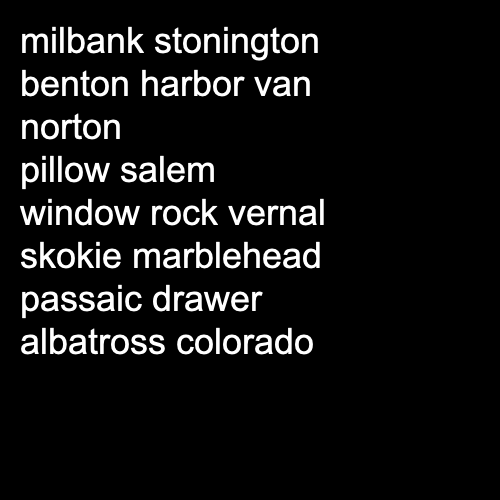 milbank stonington
benton harbor van
norton
pillow salem
window rock vernal
skokie marblehead
passaic drawer
albatross colorado